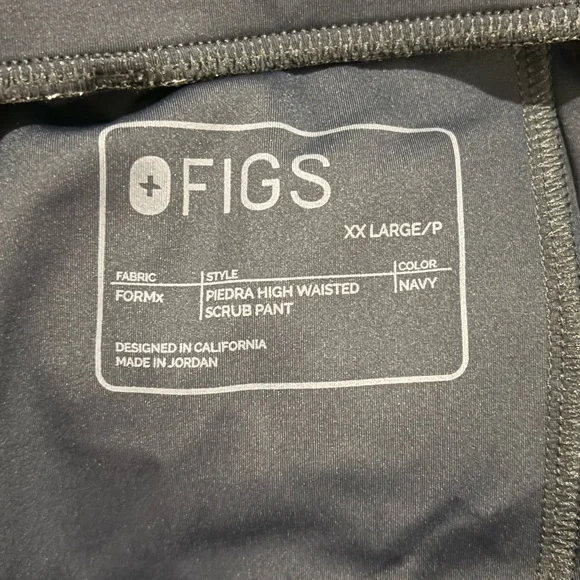 FIGS
XX LARGE/P
FABRIC STYLE COLOR
FORMx PIEDRA HIGH WAISTED NAVY
SCRUB PANT
DESIGNED IN CALIFORNIA
MADE IN JORDAN